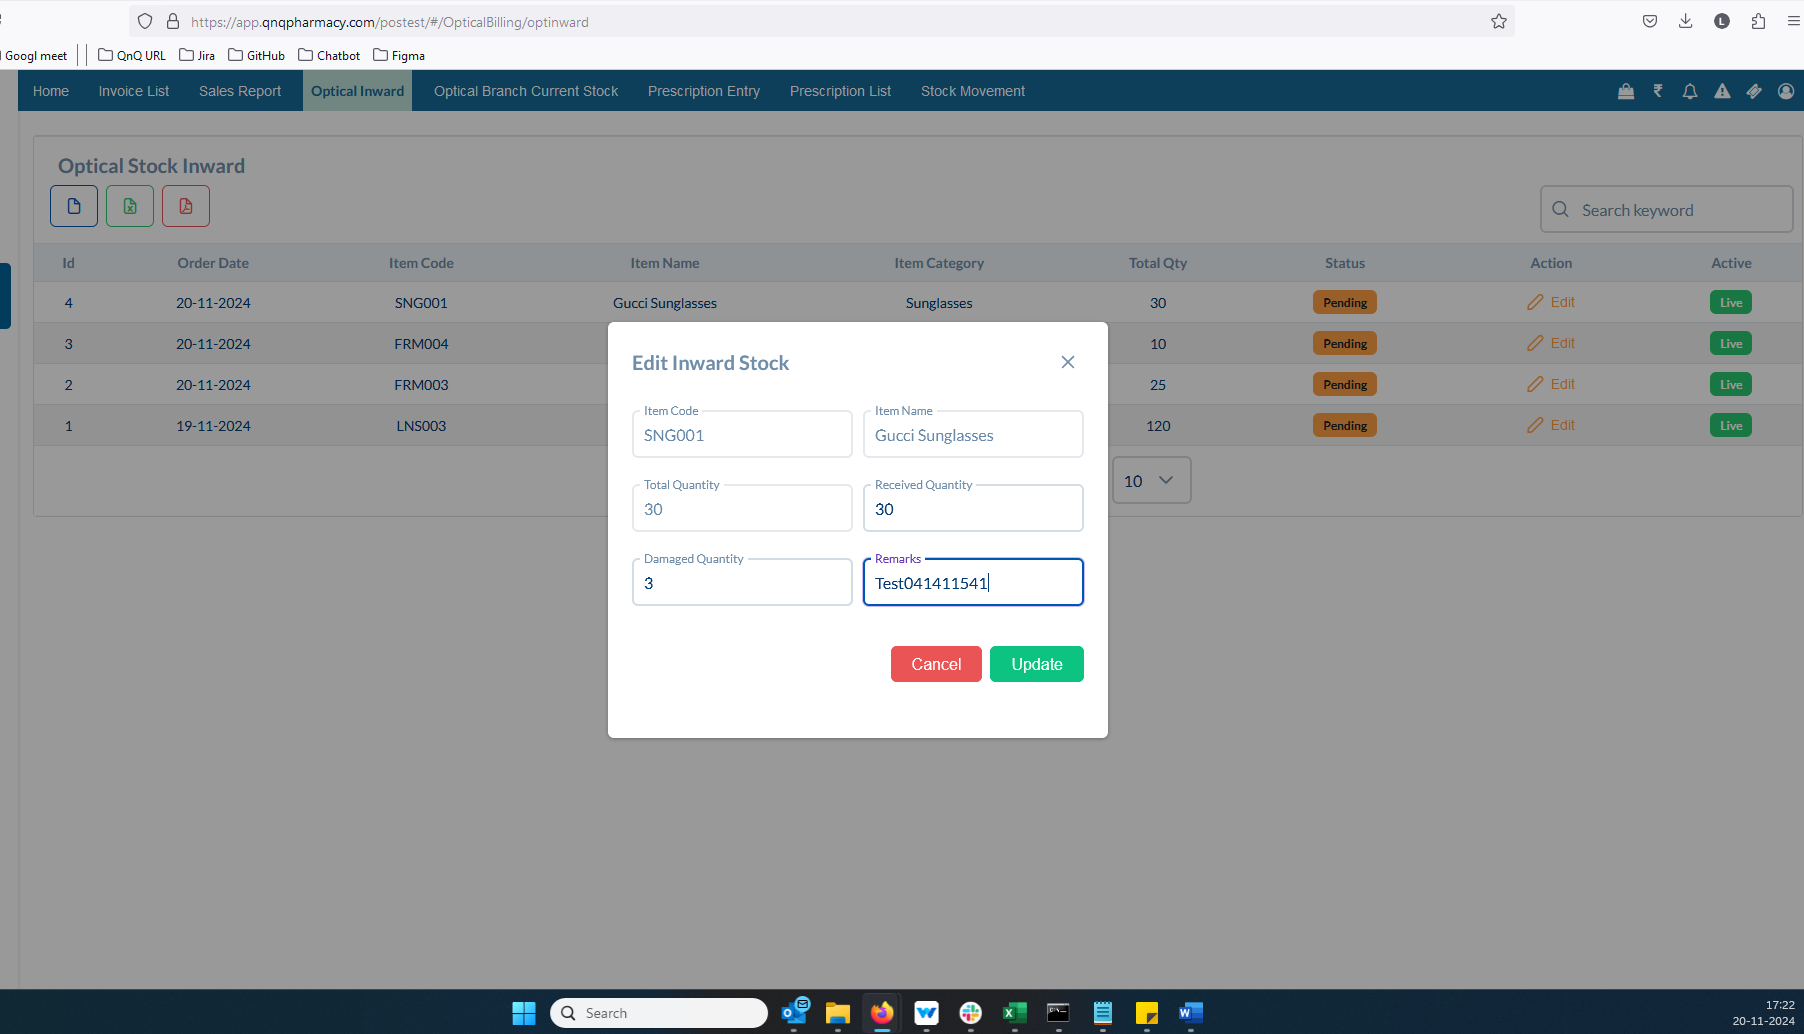 https://app.qnqpharmacy.com/postest/#/OpticalBilling/optinward
Googl meet QnQ URL Jira GitHub Chatbot Figma
Home Invoice List Sales Report Optical Inward Optical Branch Current Stock Prescription Entry Prescription List Stock Movement
Optical Stock Inward
Search keyword
Id Order Date Item Code Item Name Item Category Total Qty Status Action Active
4 20-11-2024 SNG001 Gucci Sunglasses Sunglasses 30 Pending Edit Live
3 20-11-2024 FRM004 10 Pending Edit Live
2 20-11-2024 FRM003 25 Pending Edit Live
1 19-11-2024 LNS003 120 Pending Edit Live
10
Edit Inward Stock
Item Code Item Name
SNG001 Gucci Sunglasses
Total Quantity Received Quantity
30 30
Damaged Quantity Remarks
3 Test041411541
Cancel Update
Search
17:22
20-11-2024